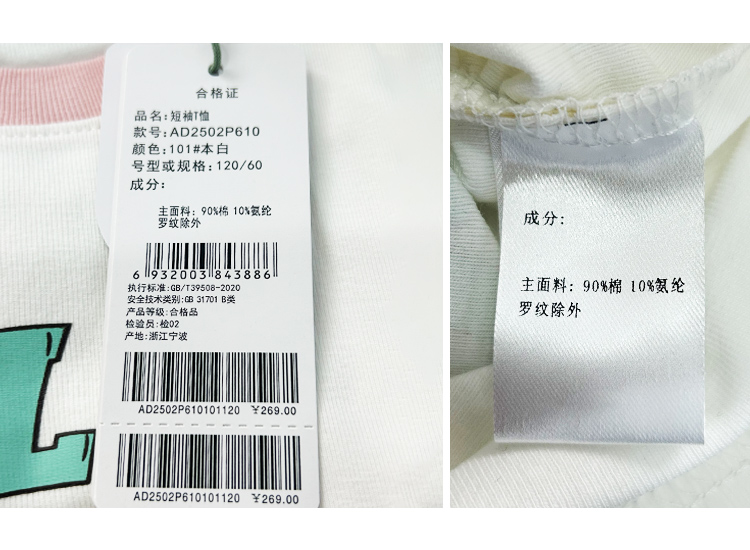 合格证
品名:短袖T恤
款号:AD2502P610
颜色:101#本白
号型或规格:120/60
成分:
主面料: 90%棉 10%氨纶
罗纹除外
6 932003 843886
执行标准:GB/T39508-2020
安全技术类别:GB 31701 B类
产品等级:合格品
检验员:检02
产地:浙江宁波
AD2502P610101120 ¥269.00
AD2502P610101120 ¥269.00
成分:
主面料: 90%棉 10%氨纶
罗纹除外